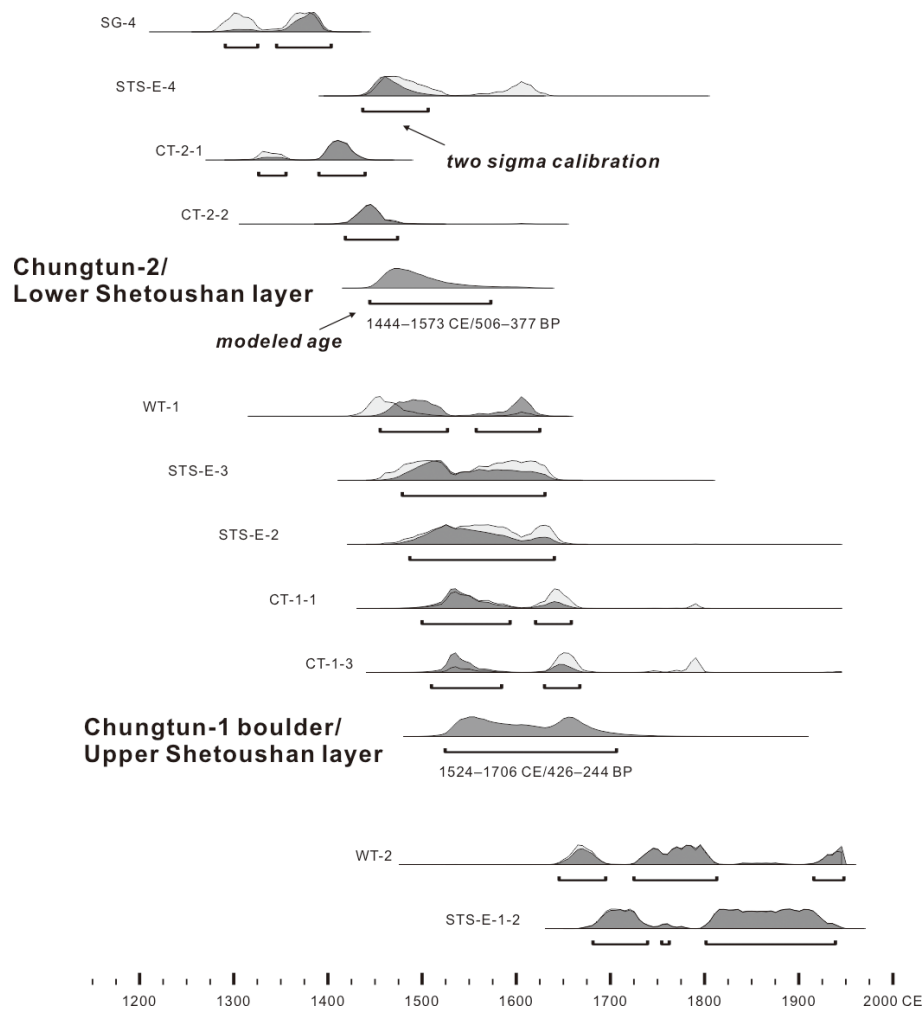 SG-4
STS-E-4
two sigma calibration
CT-2-1
CT-2-2
Chungtun-2/
Lower Shetoushan layer
modeled age
1444–1573 CE/506–377 BP
WT-1
STS-E-3
STS-E-2
CT-1-1
CT-1-3
Chungtun-1 boulder/
Upper Shetoushan layer
1524–1706 CE/426–244 BP
WT-2
STS-E-1-2
1200 1300 1400 1500 1600 1700 1800 1900 2000 CE